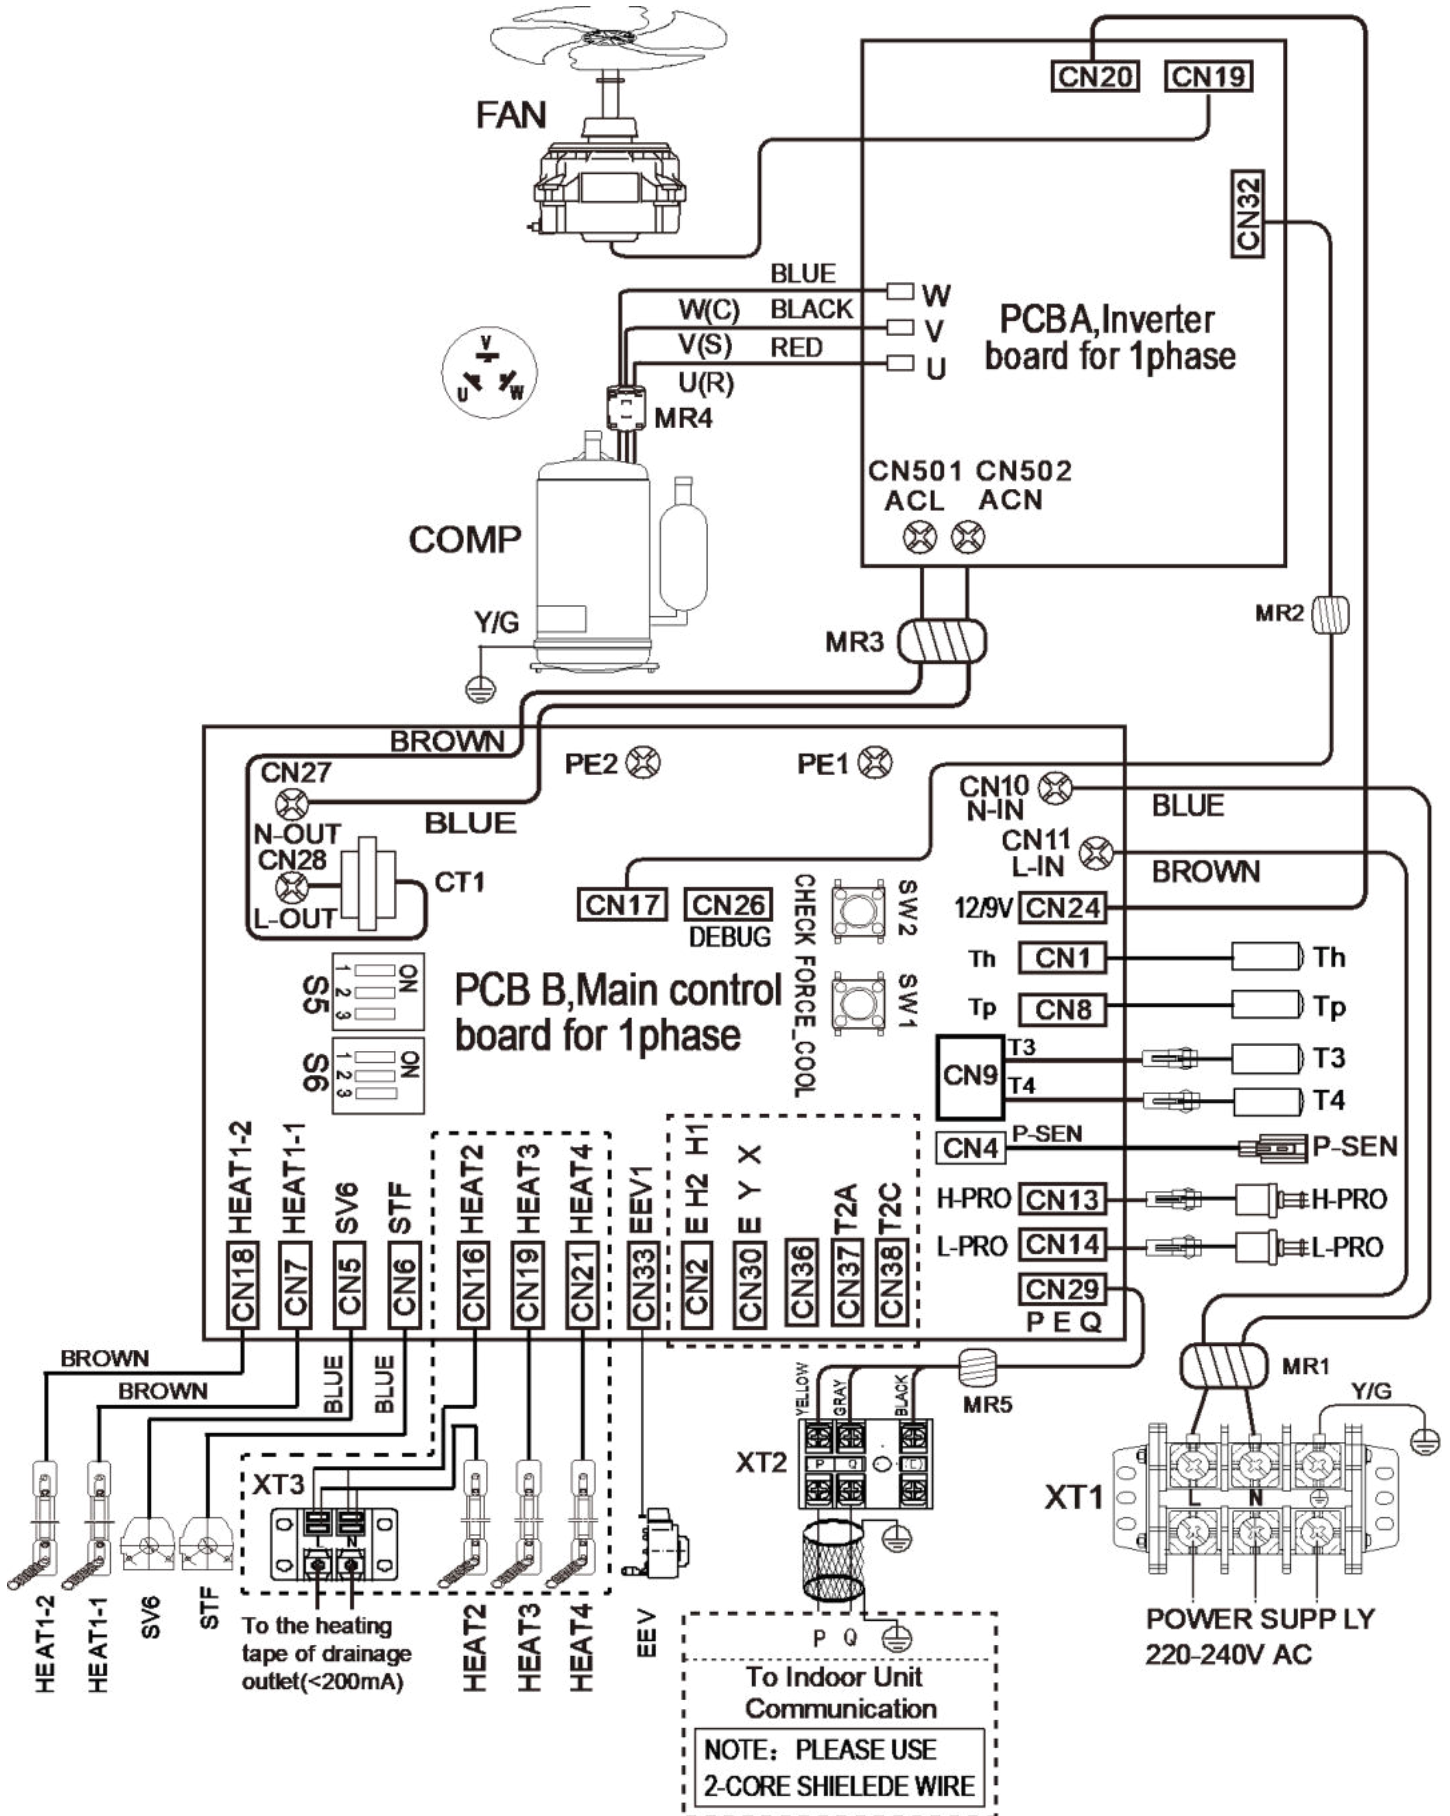 CN20
CN19
FAN
CN32
BLUE
W
W(C)
BLACK
V
V(S)
RED
U
U(R)
PCBA,Inverter
board for 1phase
V
U
W
MR4
CN501
CN502
ACL
ACN
COMP
Y/G
MR3
MR2
BROWN
CN27
N-OUT
BLUE
CN28
L-OUT
CT1
PE2
PE1
CN10
N-IN
BLUE
CN11
L-IN
BROWN
CN17
CN26
DEBUG
CHECK
FORCE_COOL
SW2
SW1
12/9V
CN24
Th
CN1
Th
Tp
CN8
Tp
S5
1
2
3
ON
S6
1
2
3
ON
PCB B,Main control
board for 1phase
CN9
T3
T3
T4
T4
CN4
P-SEN
P-SEN
H-PRO
CN13
H-PRO
L-PRO
CN14
L-PRO
CN29
P E Q
HEAT1-2
HEAT1-1
SV6
STF
HEAT2
HEAT3
HEAT4
EEV1
E H2 H1
E Y X
T2A
T2C
CN18
CN7
CN5
CN6
CN16
CN19
CN21
CN33
CN2
CN30
CN36
CN37
CN38
BROWN
BROWN
BLUE
BLUE
YELLOW
GRAY
BLACK
MR5
MR1
Y/G
XT3
L
N
XT2
P
Q
E
XT1
L
N
HEAT1-2
HEAT1-1
SV6
STF
To the heating
tape of drainage
outlet(<200mA)
HEAT2
HEAT3
HEAT4
EEV
P
Q
To Indoor Unit
Communication
NOTE: PLEASE USE
2-CORE SHIELEDE WIRE
POWER SUPP LY
220-240V AC